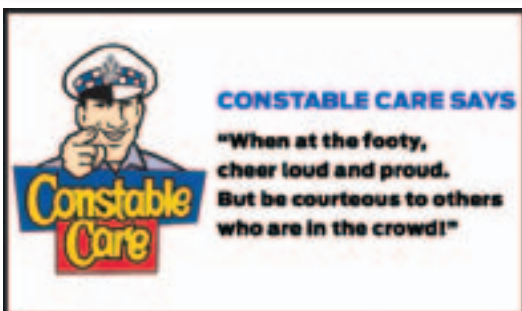 Constable
Care
CONSTABLE CARE SAYS
"When at the footy,
cheer loud and proud.
But be courteous to others
who are in the crowd!"